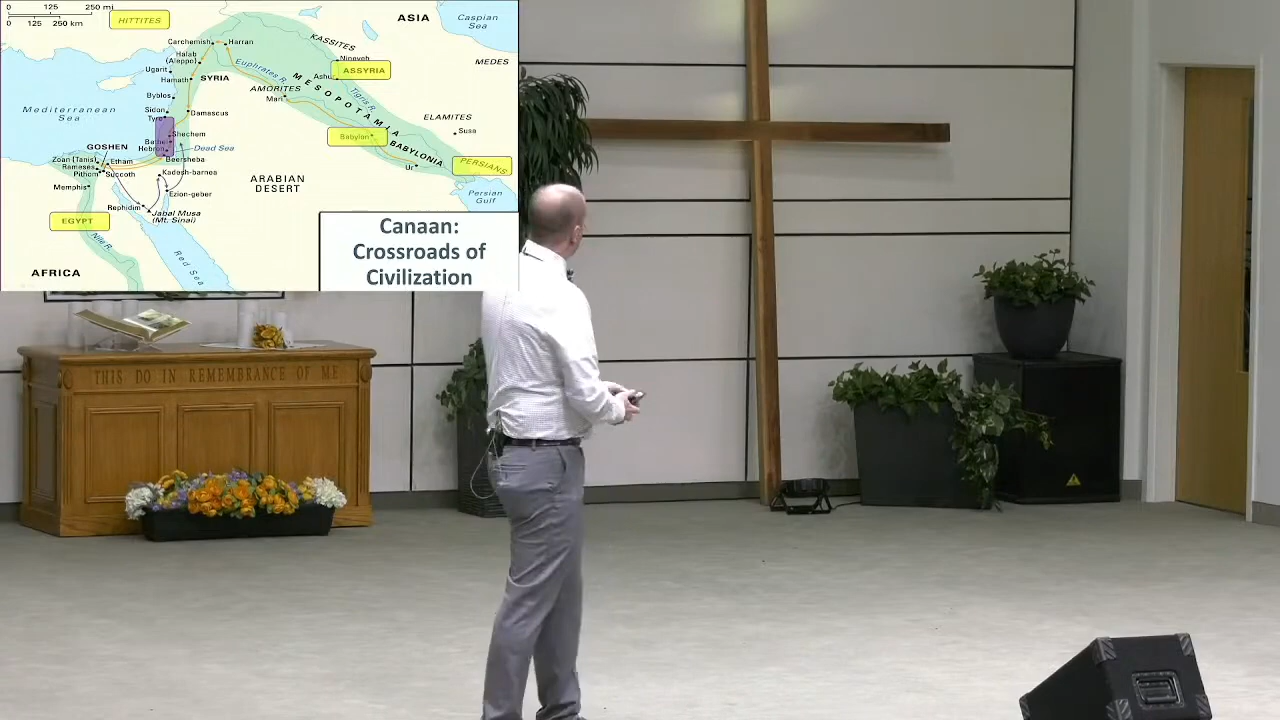 0 125 250 mi
0 125 250 km
HITTITES
ASIA
Caspian
Sea
KASSITES
MEDES
Carchemish
Harran
Halab
(Aleppo)
Ugarit
Hamath
SYRIA
Euphrates R.
Nineveh
ASSYRIA
Ashur
AMORITES
Mari
MESOPOTAMIA
Tigris R.
Byblos
Mediterranean
Sea
Sidon
Tyre
Damascus
ELAMITES
Susa
Babylon
BABYLONIA
Shechem
Bethel
Hebron
Dead Sea
GOSHEN
Zoan (Tanis)
Etham
Beersheba
Rameses
Pithom
Succoth
Kadesh-barnea
Ur
PERSIANS
Memphis
Ezion-geber
ARABIAN
DESERT
Persian
Gulf
Rephidim
Jabal Musa
(Mt. Sinai)
EGYPT
Nile R.
Red Sea
AFRICA
Canaan:
Crossroads of
Civilization
THIS DO IN REMEMBRANCE OF ME